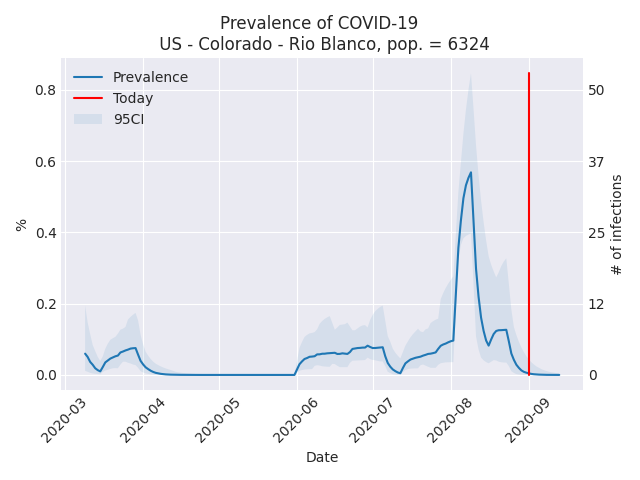 Prevalence of COVID-19
US - Colorado - Rio Blanco, pop. = 6324
Prevalence
Today
95CI
0.8
0.6
0.4
0.2
0.0
%
50
37
25
12
0
# of infections
2020-03
2020-04
2020-05
2020-06
2020-07
2020-08
2020-09
Date